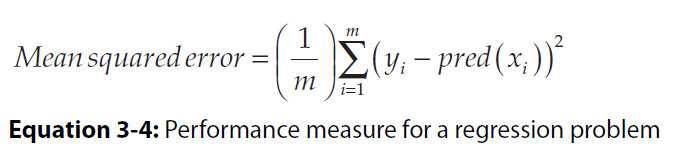 Mean squared error = (1/m) ∑_{i=1}^{m} (y_i − pred(x_i))^2
Equation 3-4: Performance measure for a regression problem